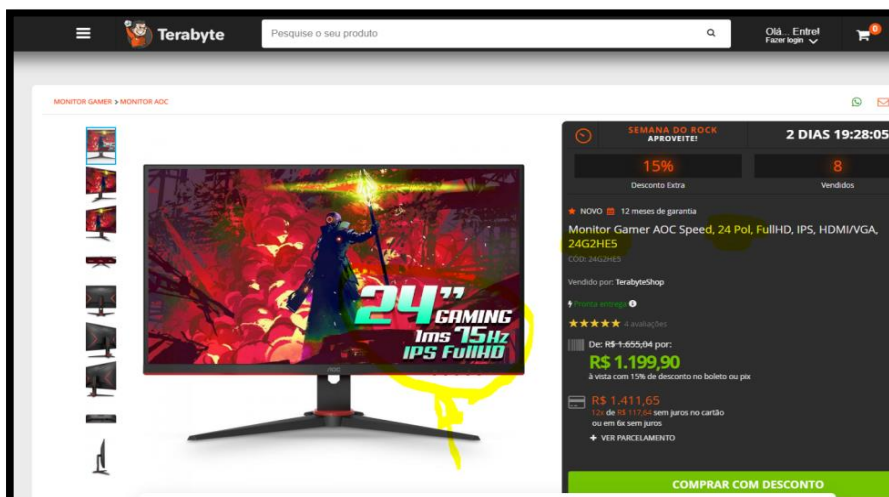 Terabyte
Pesquise o seu produto
Olá... Entre!
Fazer login
0
MONITOR GAMER > MONITOR AOC
24”
GAMING
1ms 75Hz
IPS FullHD
AOC
SEMANA DO ROCK
APROVEITE!
2 DIAS 19:28:05
15%
Desconto Extra
8
Vendidos
NOVO 12 meses de garantia
Monitor Gamer AOC Speed, 24 Pol, FullHD, IPS, HDMI/VGA,
24G2HE5
CÓD: 24G2HE5
Vendido por: TerabyteShop
Pronta entrega
4 avaliações
De: R$ 1.655,04 por:
R$ 1.199,90
à vista com 15% de desconto no boleto ou pix
R$ 1.411,65
12x de R$ 117,64 sem juros no cartão
ou em 6x sem juros
+ VER PARCELAMENTO
COMPRAR COM DESCONTO